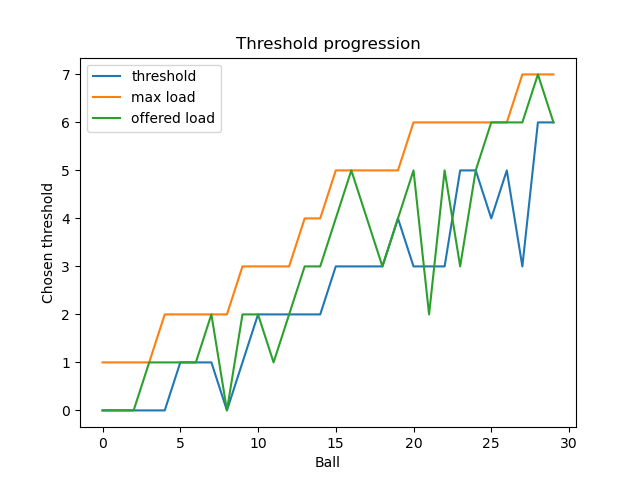 Threshold progression
threshold
max load
offered load
Chosen threshold
7
6
5
4
3
2
1
0
0 5 10 15 20 25 30
Ball